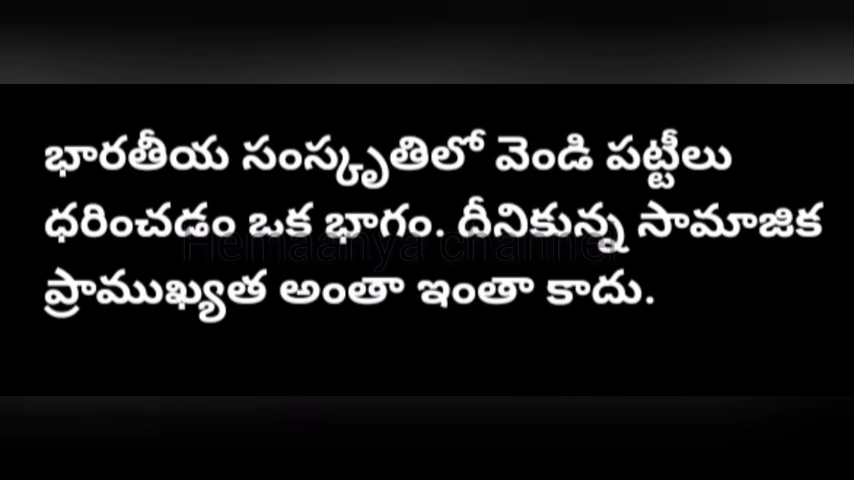 భారతీయ సంస్కృతిలో వెండి పట్టీలు
ధరించడం ఒక భాగం. దీనికున్న సామాజిక
Hemaanya channel
ప్రాముఖ్యత అంతా ఇంతా కాదు.